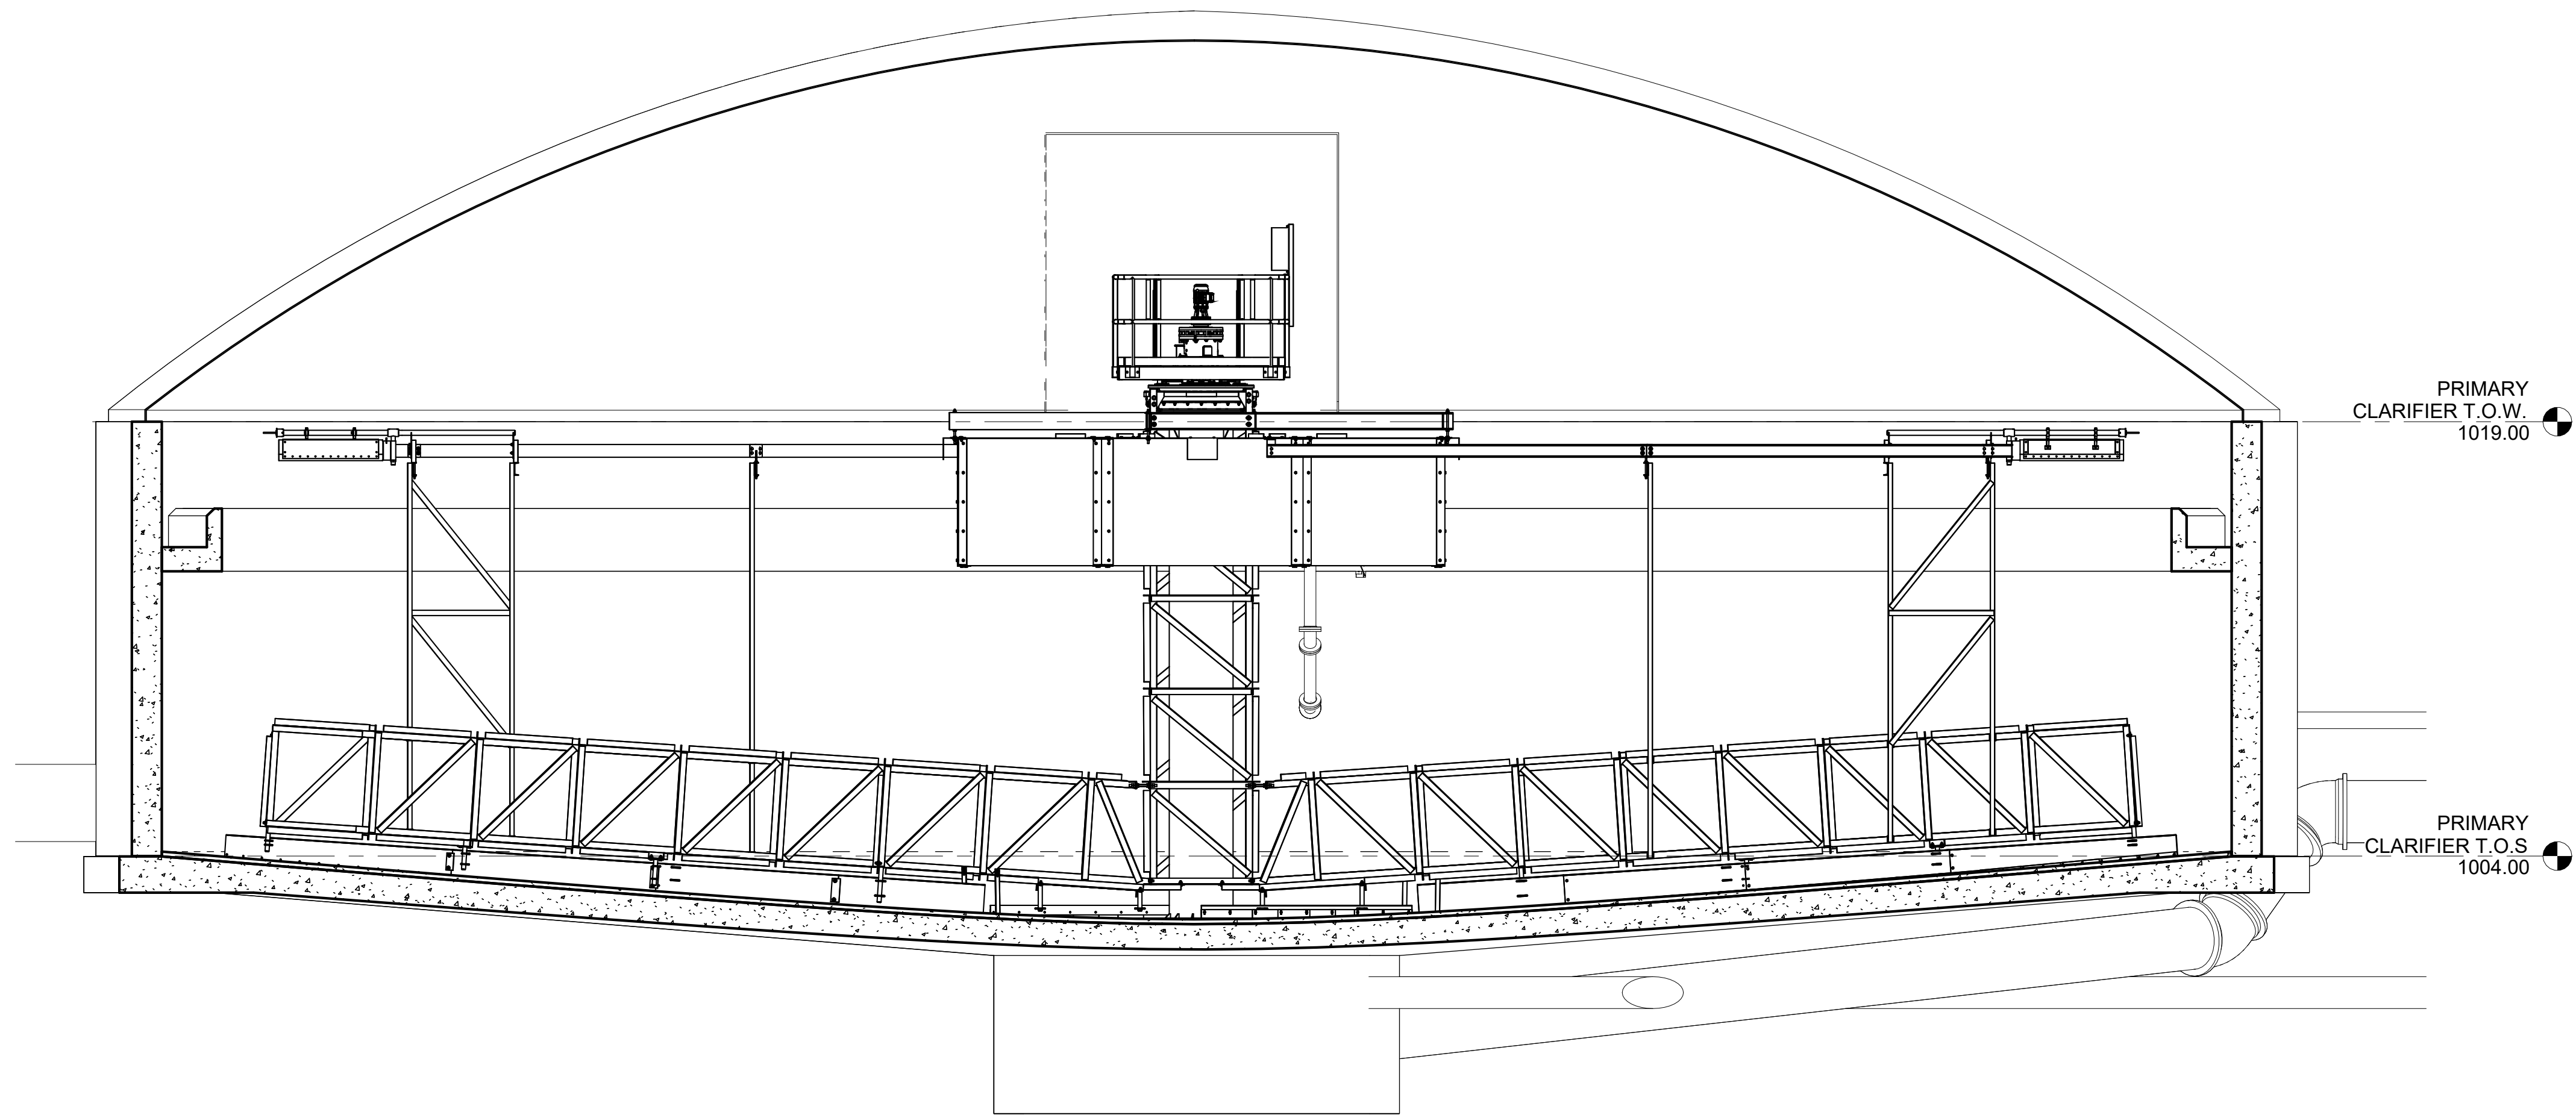 PRIMARY
CLARIFIER T.O.W.
1019.00
PRIMARY
CLARIFIER T.O.S
1004.00